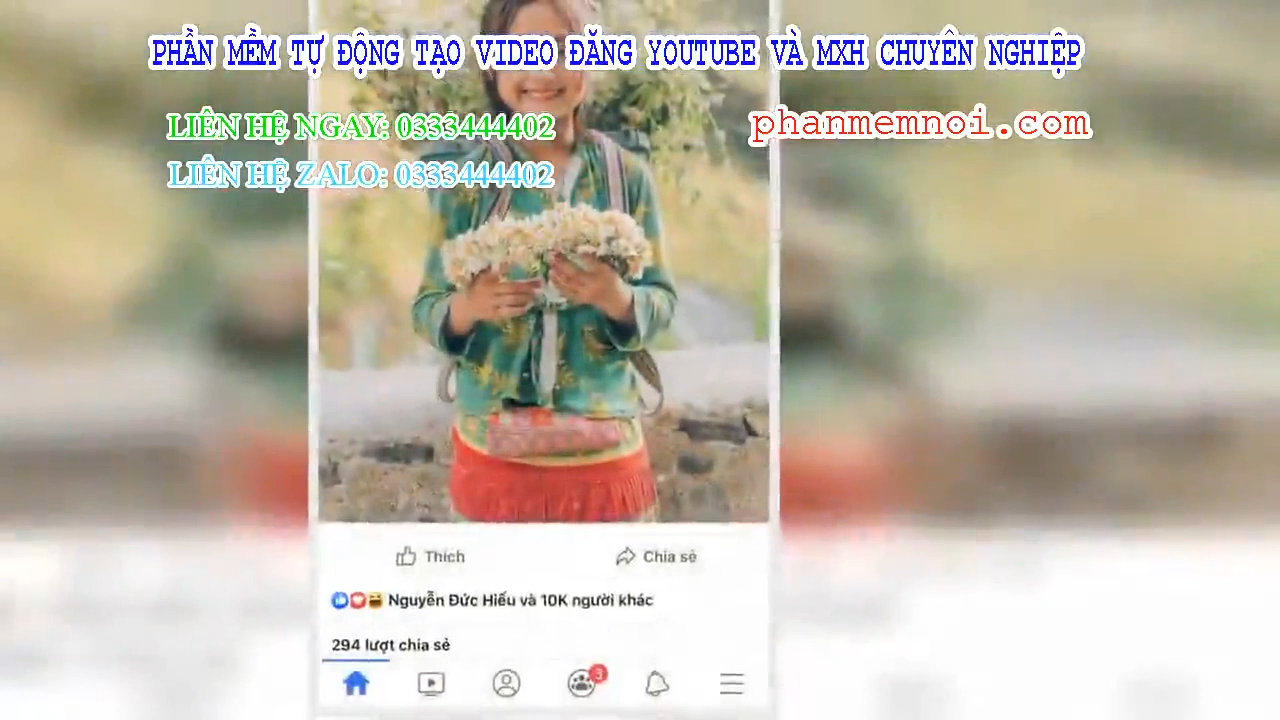 PHẦN MỀM TỰ ĐỘNG TẠO VIDEO ĐĂNG YOUTUBE VÀ MXH CHUYÊN NGHIỆP
LIÊN HỆ NGAY: 0333444402
phanmemnoi.com
LIÊN HỆ ZALO: 0333444402
Thích
Chia sẻ
Nguyễn Đức Hiếu và 10K người khác
294 lượt chia sẻ
3